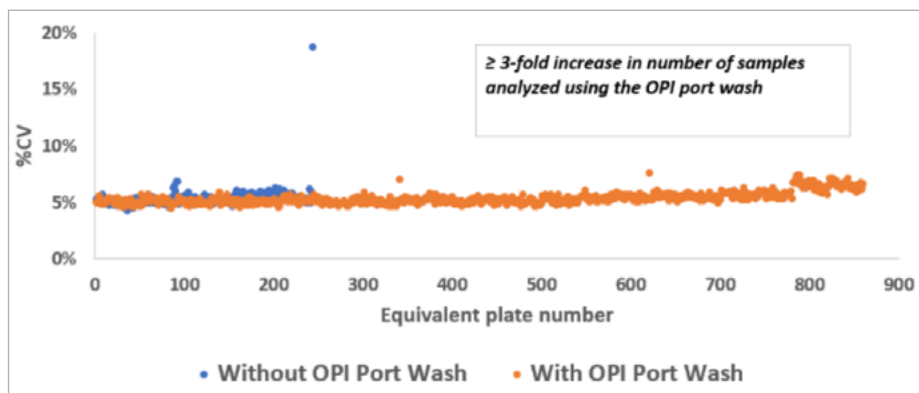 20%
≥ 3-fold increase in number of samples
analyzed using the OPI port wash
15%
%CV
10%
5%
0%
0 100 200 300 400 500 600 700 800 900
Equivalent plate number
Without OPI Port Wash With OPI Port Wash